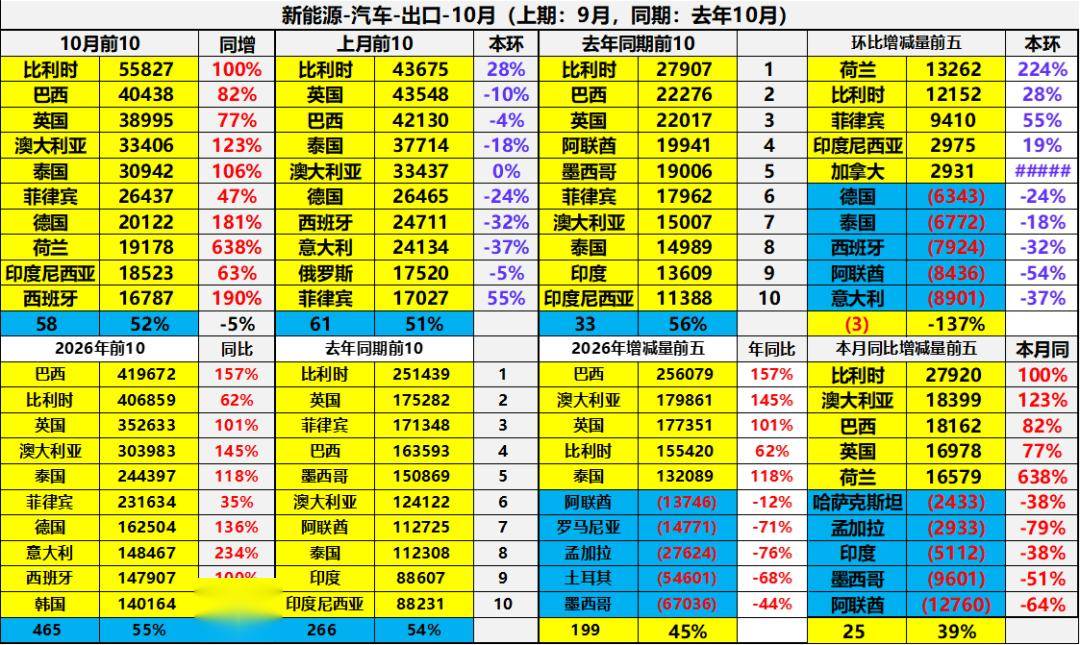 新能源-汽车-出口-10月（上期：9月，同期：去年10月）
10月前10 同增 上月前10 本环 去年同期前10 环比增减量前五 本环
比利时 55827 100% 比利时 43675 28% 比利时 27907 1 荷兰 13262 224%
巴西 40438 82% 英国 43548 -10% 巴西 22276 2 比利时 12152 28%
英国 38995 77% 巴西 42130 -4% 英国 22017 3 菲律宾 9410 55%
澳大利亚 33406 123% 泰国 37714 -18% 阿联酋 19941 4 印度尼西亚 2975 19%
泰国 30942 106% 澳大利亚 33437 0% 墨西哥 19006 5 加拿大 2931 #####
菲律宾 26437 47% 德国 26465 -24% 菲律宾 17962 6 德国 (6343) -24%
德国 20122 181% 西班牙 24711 -32% 澳大利亚 15007 7 泰国 (6772) -18%
荷兰 19178 638% 意大利 24134 -37% 泰国 14989 8 西班牙 (7924) -32%
印度尼西亚 18523 63% 俄罗斯 17520 -5% 印度 13609 9 阿联酋 (8436) -54%
西班牙 16787 190% 菲律宾 17027 55% 印度尼西亚 11388 10 意大利 (8901) -37%
58 52% -5% 61 51% 33 56% (3) -137%
2026年前10 同比 去年同期前10 2026年增减量前五 年同比 本月同比增减量前五 本月同
巴西 419672 157% 比利时 251439 1 巴西 256079 157% 比利时 27920 100%
比利时 406859 62% 英国 175282 2 澳大利亚 179861 145% 澳大利亚 18399 123%
英国 352633 101% 菲律宾 171348 3 英国 177351 101% 巴西 18162 82%
澳大利亚 303983 145% 巴西 163593 4 比利时 155420 62% 英国 16978 77%
泰国 244397 118% 墨西哥 150869 5 泰国 132089 118% 荷兰 16579 638%
菲律宾 231634 35% 澳大利亚 124122 6 阿联酋 (13746) -12% 哈萨克斯坦 (2433) -38%
德国 162504 136% 阿联酋 112725 7 罗马尼亚 (14771) -71% 孟加拉 (2933) -79%
意大利 148467 234% 泰国 112308 8 孟加拉 (27624) -76% 印度 (5112) -38%
西班牙 147907 印度 88607 9 土耳其 (54601) -68% 墨西哥 (9601) -51%
韩国 140164 印度尼西亚 88231 10 墨西哥 (67036) -44% 阿联酋 (12760) -64%
465 55% 266 54% 199 45% 25 39%